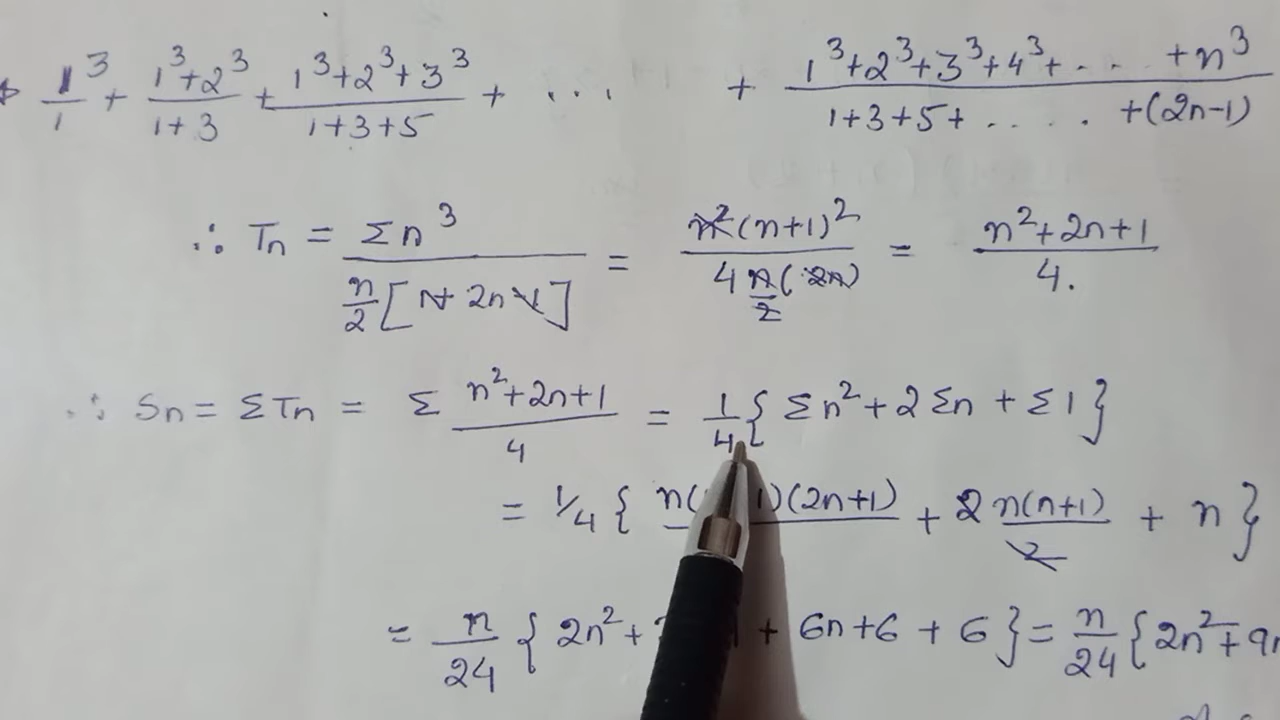 1³/1 + (1³+2³)/(1+3) + (1³+2³+3³)/(1+3+5) + ... + (1³+2³+3³+4³+... +n³)/(1+3+5+..... +(2n-1))
∴ Tn = Σn³ / (n/2 [1+2n-1]) = n²(n+1)² / (4 n/2 (2n)) = (n²+2n+1)/4.
∴ Sn = ΣTn = Σ (n²+2n+1)/4 = 1/4 { Σn² + 2Σn + Σ1 }
= 1/4 { n( 1)(2n+1) + 2 n(n+1)/2 + n }
= n/24 { 2n² + + 6n+6 + 6 } = n/24 { 2n² + 9n